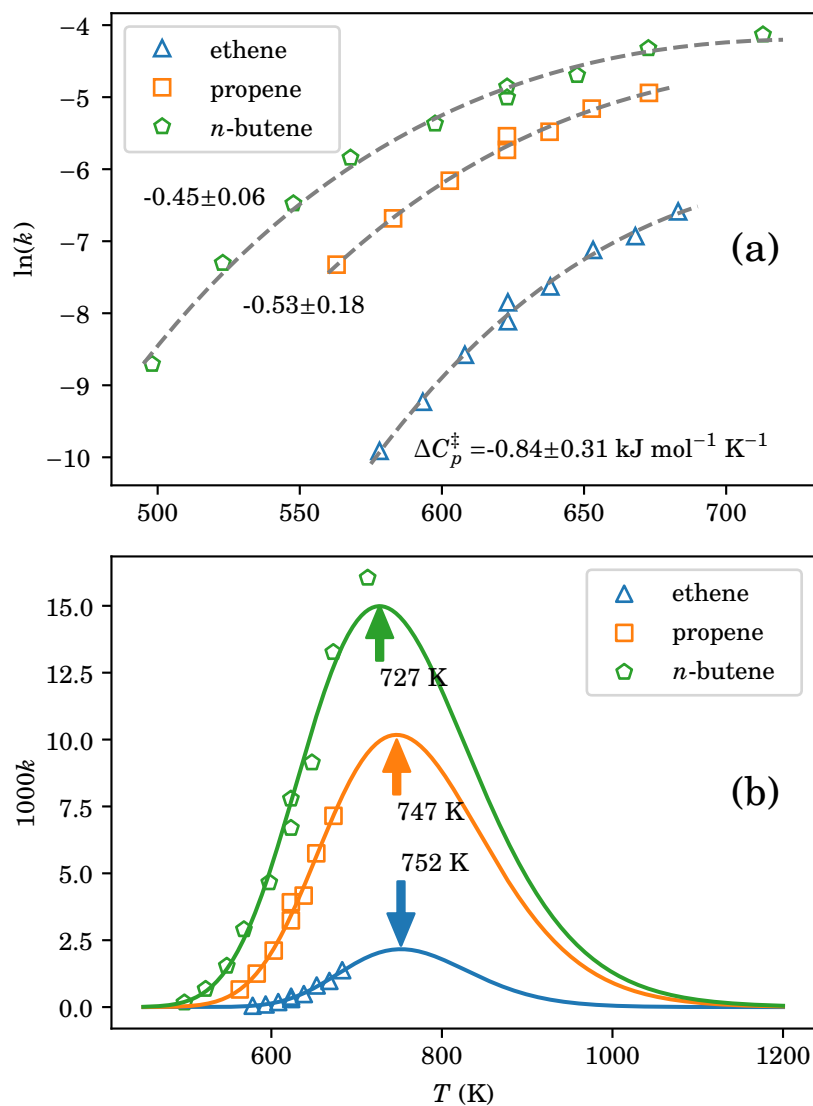 −4
−5
−6
−7
−8
−9
−10
ln(k)
ethene
propene
n-butene
-0.45±0.06
-0.53±0.18
(a)
ΔC‡p =-0.84±0.31 kJ mol−1 K−1
500 550 600 650 700
15.0
12.5
10.0
7.5
5.0
2.5
0.0
1000k
ethene
propene
n-butene
727 K
747 K
(b)
752 K
600 800 1000 1200
T (K)